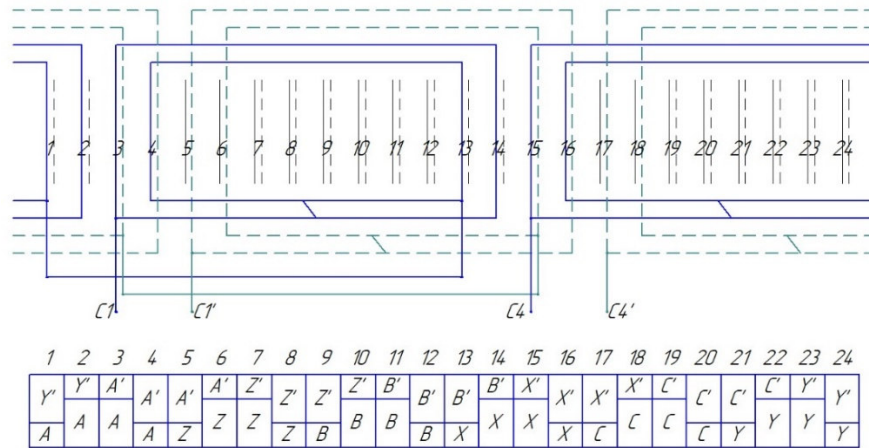 1 2 3 4 5 6 7 8 9 10 11 12 13 14 15 16 17 18 19 20 21 22 23 24
C1 C1' C4 C4'
1 2 3 4 5 6 7 8 9 10 11 12 13 14 15 16 17 18 19 20 21 22 23 24
Y' Y' A' A' A' A' Z' Z' Z' Z' B' B' B' B' X' X' X' X' C' C' C' C' Y' Y'
A A A A Z Z Z Z B B B B X X X X C C C C Y Y Y Y